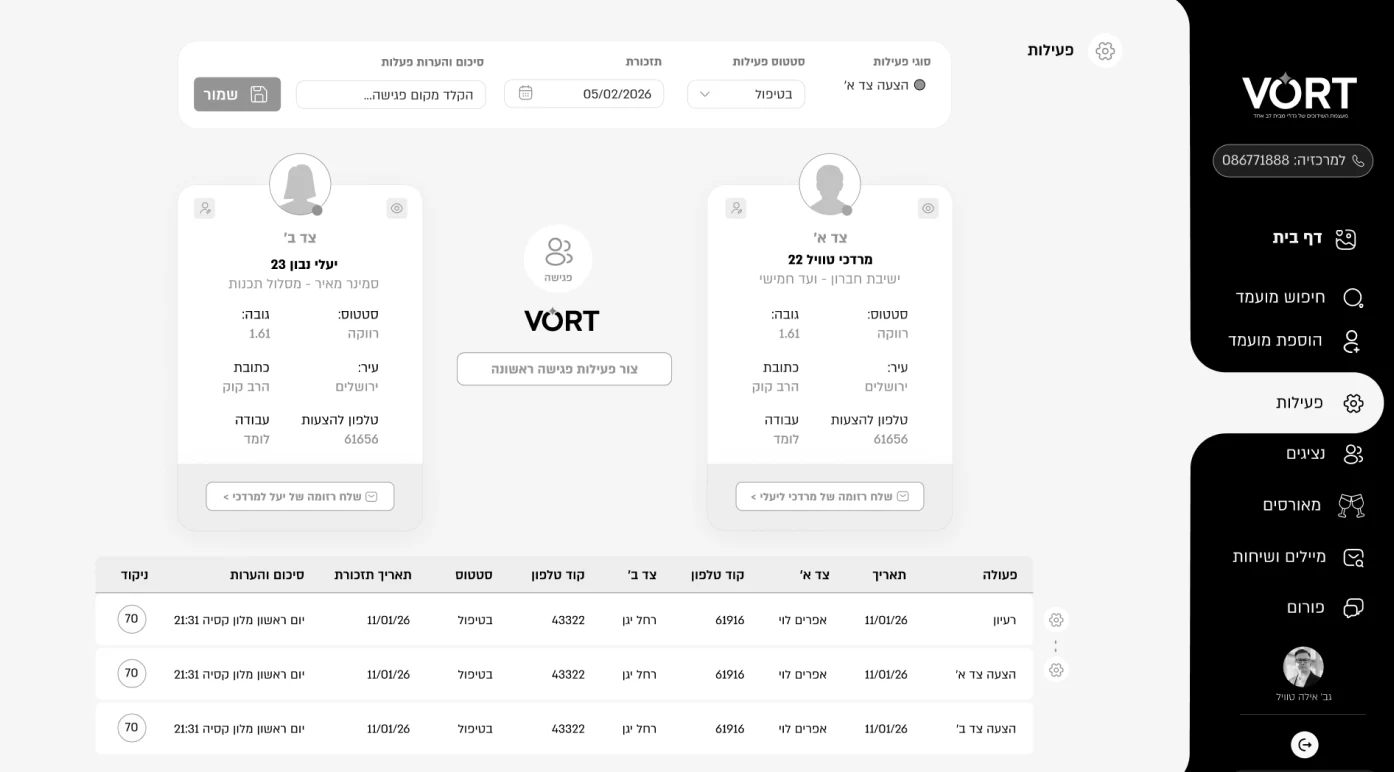 VORT
מעצמת השידוכים של נדרי מבית לב אחד
למרכזיה: 086771888
דף בית
חיפוש מועמד
הוספת מועמד
פעילות
נציגים
מאורסים
מיילים ושיחות
פורום
גב' אילה טוויל
פעילות
סוגי פעילות
הצעה צד א'
סטטוס פעילות
בטיפול
תזכורת
05/02/2026
סיכום והערות פעלות
הקלד מקום פגישה...
שמור
צד א'
מרדכי טוויל 22
ישיבת חברון - ועד חמישי
סטטוס: גובה:
רווקה 1.61
עיר: כתובת
ירושלים הרב קוק
טלפון להצעות עבודה
61656 לומד
שלח רזומה של מרדכי ליעלי >
פגישה
VORT
צור פעילות פגישה ראשונה
צד ב'
יעלי נבון 23
סמינר מאיר - מסלול תכנות
סטטוס: גובה:
רווקה 1.61
עיר: כתובת
ירושלים הרב קוק
טלפון להצעות עבודה
61656 לומד
שלח רזומה של יעל למרדכי >
פעולה תאריך צד א' קוד טלפון צד ב' קוד טלפון סטטוס תאריך תזכורת סיכום והערות ניקוד
רעיון 11/01/26 אפרים לוי 61916 רחל יגן 43322 בטיפול 11/01/26 יום ראשון מלון קסיה 21:31 70
הצעה צד א' 11/01/26 אפרים לוי 61916 רחל יגן 43322 בטיפול 11/01/26 יום ראשון מלון קסיה 21:31 70
הצעה צד ב' 11/01/26 אפרים לוי 61916 רחל יגן 43322 בטיפול 11/01/26 יום ראשון מלון קסיה 21:31 70